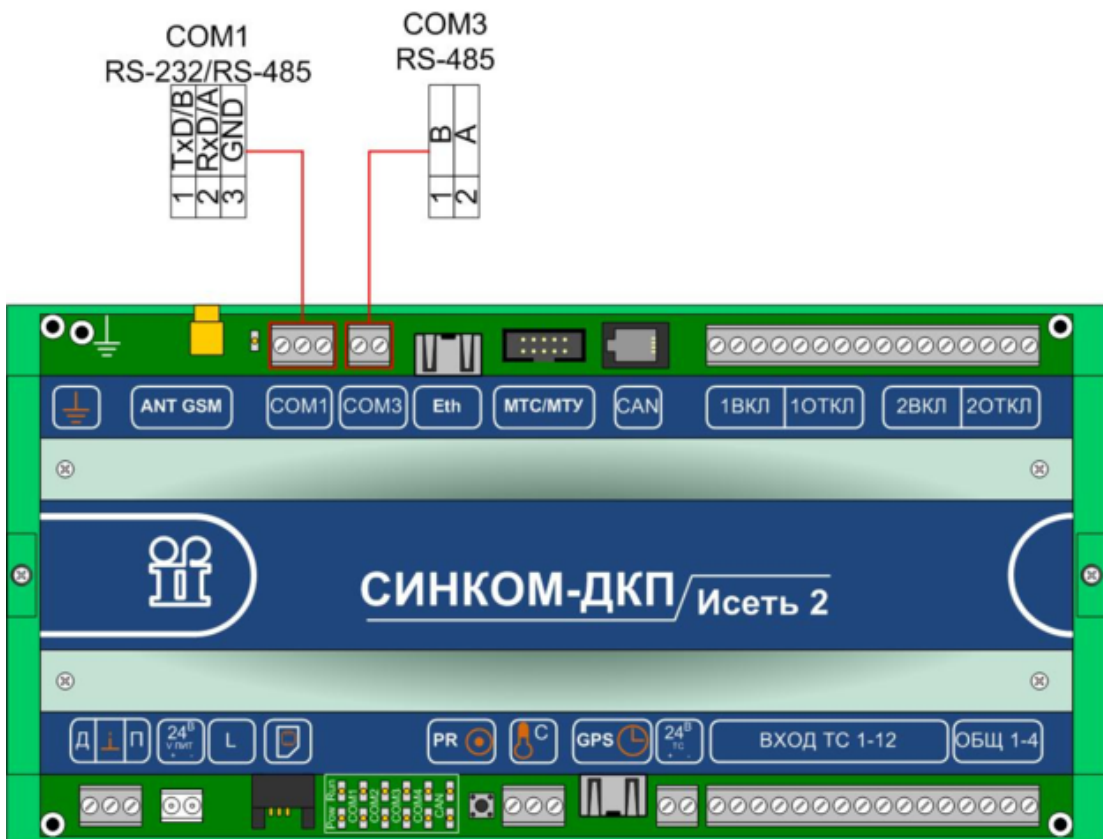 COM1
RS-232/RS-485
1 TxD/B
2 RxD/A
3 GND
COM3
RS-485
1 B
2 A
ANT GSM COM1 COM3 Eth МТС/МТУ CAN 1ВКЛ 1ОТКЛ 2ВКЛ 2ОТКЛ
СИНКОМ-ДКП/Исеть 2
Д П 24В V ПИТ + - L PR С GPS 24В ТС + - ВХОД ТС 1-12 ОБЩ 1-4
Pow Run
COM1
COM2
COM3
COM4
CAN